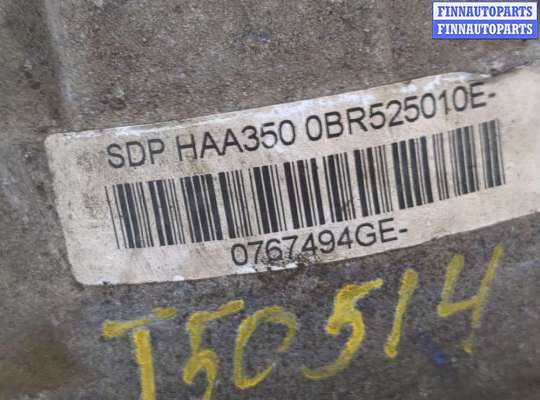 FINNAUTOPARTS
FINNAUTOPARTS
SDP HAA350 0BR525010E-
0767494GE-
T50514